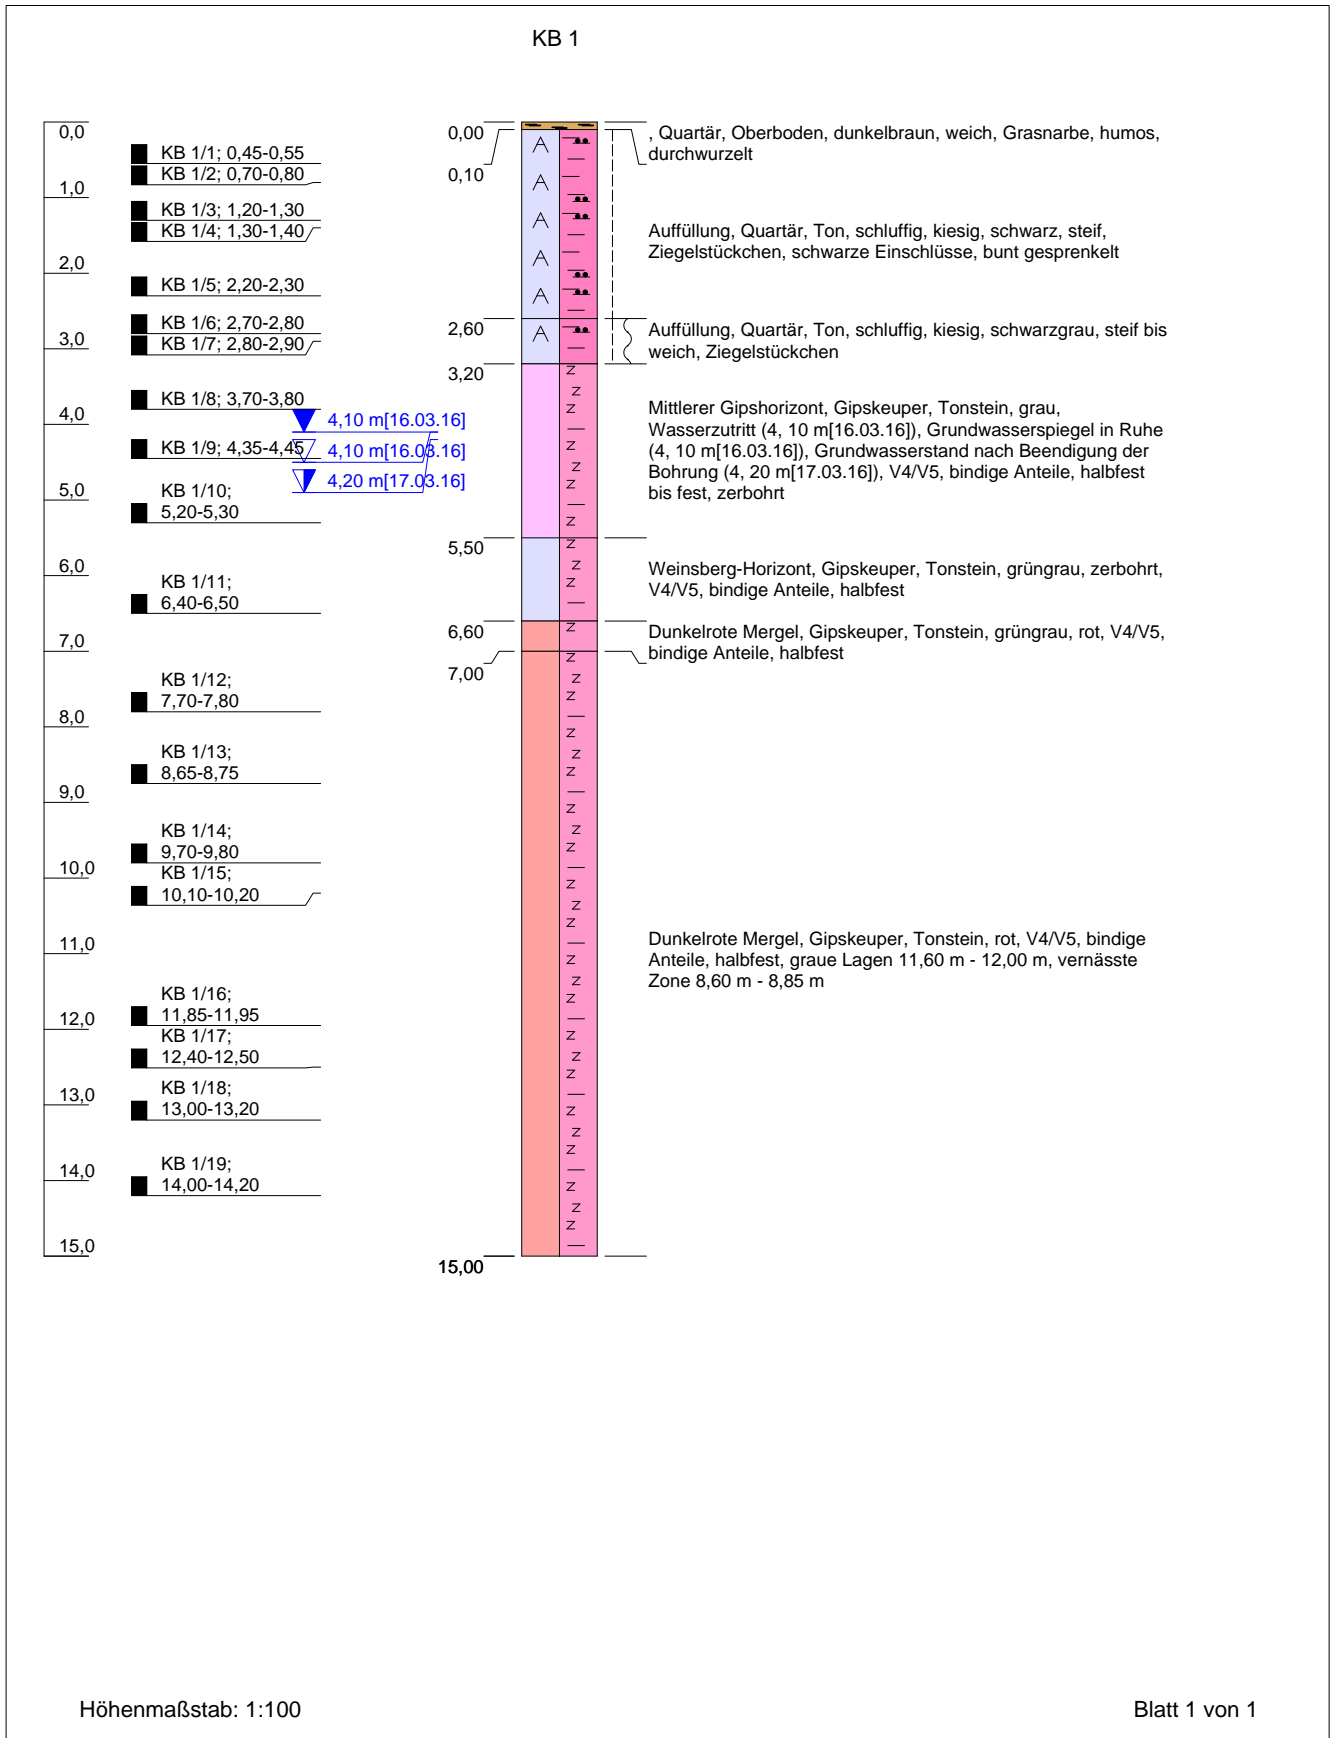 KB 1
0,0
1,0
2,0
3,0
4,0
5,0
6,0
7,0
8,0
9,0
10,0
11,0
12,0
13,0
14,0
15,0
KB 1/1; 0,45-0,55
KB 1/2; 0,70-0,80
KB 1/3; 1,20-1,30
KB 1/4; 1,30-1,40
KB 1/5; 2,20-2,30
KB 1/6; 2,70-2,80
KB 1/7; 2,80-2,90
KB 1/8; 3,70-3,80
KB 1/9; 4,35-4,45
KB 1/10;
5,20-5,30
KB 1/11;
6,40-6,50
KB 1/12;
7,70-7,80
KB 1/13;
8,65-8,75
KB 1/14;
9,70-9,80
KB 1/15;
10,10-10,20
KB 1/16;
11,85-11,95
KB 1/17;
12,40-12,50
KB 1/18;
13,00-13,20
KB 1/19;
14,00-14,20
4,10 m[16.03.16]
4,10 m[16.03.16]
4,20 m[17.03.16]
0,00
0,10
2,60
3,20
5,50
6,60
7,00
15,00
, Quartär, Oberboden, dunkelbraun, weich, Grasnarbe, humos,
durchwurzelt
Auffüllung, Quartär, Ton, schluffig, kiesig, schwarz, steif,
Ziegelstückchen, schwarze Einschlüsse, bunt gesprenkelt
Auffüllung, Quartär, Ton, schluffig, kiesig, schwarzgrau, steif bis
weich, Ziegelstückchen
Mittlerer Gipshorizont, Gipskeuper, Tonstein, grau,
Wasserzutritt (4, 10 m[16.03.16]), Grundwasserspiegel in Ruhe
(4, 10 m[16.03.16]), Grundwasserstand nach Beendigung der
Bohrung (4, 20 m[17.03.16]), V4/V5, bindige Anteile, halbfest
bis fest, zerbohrt
Weinsberg-Horizont, Gipskeuper, Tonstein, grüngrau, zerbohrt,
V4/V5, bindige Anteile, halbfest
Dunkelrote Mergel, Gipskeuper, Tonstein, grüngrau, rot, V4/V5,
bindige Anteile, halbfest
Dunkelrote Mergel, Gipskeuper, Tonstein, rot, V4/V5, bindige
Anteile, halbfest, graue Lagen 11,60 m - 12,00 m, vernässte
Zone 8,60 m - 8,85 m
Höhenmaßstab: 1:100
Blatt 1 von 1